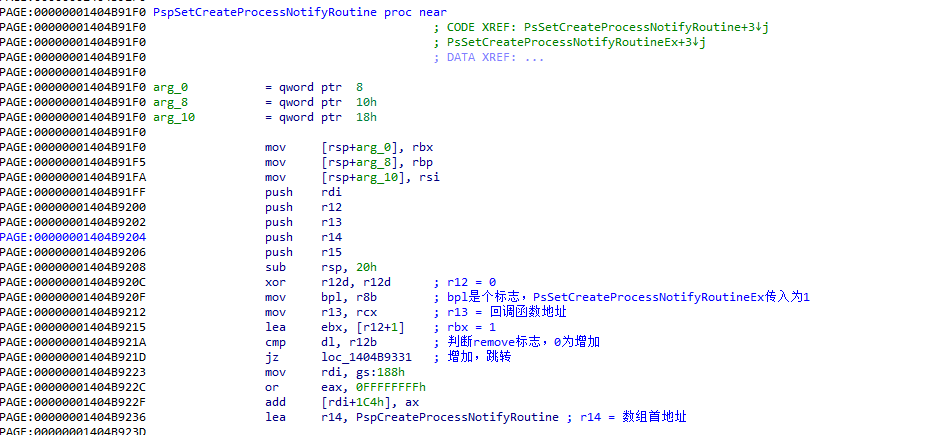 PAGE:00000001404B91F0 PspSetCreateProcessNotifyRoutine proc near
PAGE:00000001404B91F0 ; CODE XREF: PsSetCreateProcessNotifyRoutine+3↓j
PAGE:00000001404B91F0 ; PsSetCreateProcessNotifyRoutineEx+3↓j
PAGE:00000001404B91F0 ; DATA XREF: ...
PAGE:00000001404B91F0
PAGE:00000001404B91F0 arg_0 = qword ptr 8
PAGE:00000001404B91F0 arg_8 = qword ptr 10h
PAGE:00000001404B91F0 arg_10 = qword ptr 18h
PAGE:00000001404B91F0
PAGE:00000001404B91F0 mov [rsp+arg_0], rbx
PAGE:00000001404B91F5 mov [rsp+arg_8], rbp
PAGE:00000001404B91FA mov [rsp+arg_10], rsi
PAGE:00000001404B91FF push rdi
PAGE:00000001404B9200 push r12
PAGE:00000001404B9202 push r13
PAGE:00000001404B9204 push r14
PAGE:00000001404B9206 push r15
PAGE:00000001404B9208 sub rsp, 20h
PAGE:00000001404B920C xor r12d, r12d ; r12 = 0
PAGE:00000001404B920F mov bpl, r8b ; bpl是个标志，PsSetCreateProcessNotifyRoutineEx传入为1
PAGE:00000001404B9212 mov r13, rcx ; r13 = 回调函数地址
PAGE:00000001404B9215 lea ebx, [r12+1] ; rbx = 1
PAGE:00000001404B921A cmp dl, r12b ; 判断remove标志，0为增加
PAGE:00000001404B921D jz loc_1404B9331 ; 增加，跳转
PAGE:00000001404B9223 mov rdi, gs:188h
PAGE:00000001404B922C or eax, 0FFFFFFFFh
PAGE:00000001404B922F add [rdi+1C4h], ax
PAGE:00000001404B9236 lea r14, PspCreateProcessNotifyRoutine ; r14 = 数组首地址
PAGE:00000001404B923D